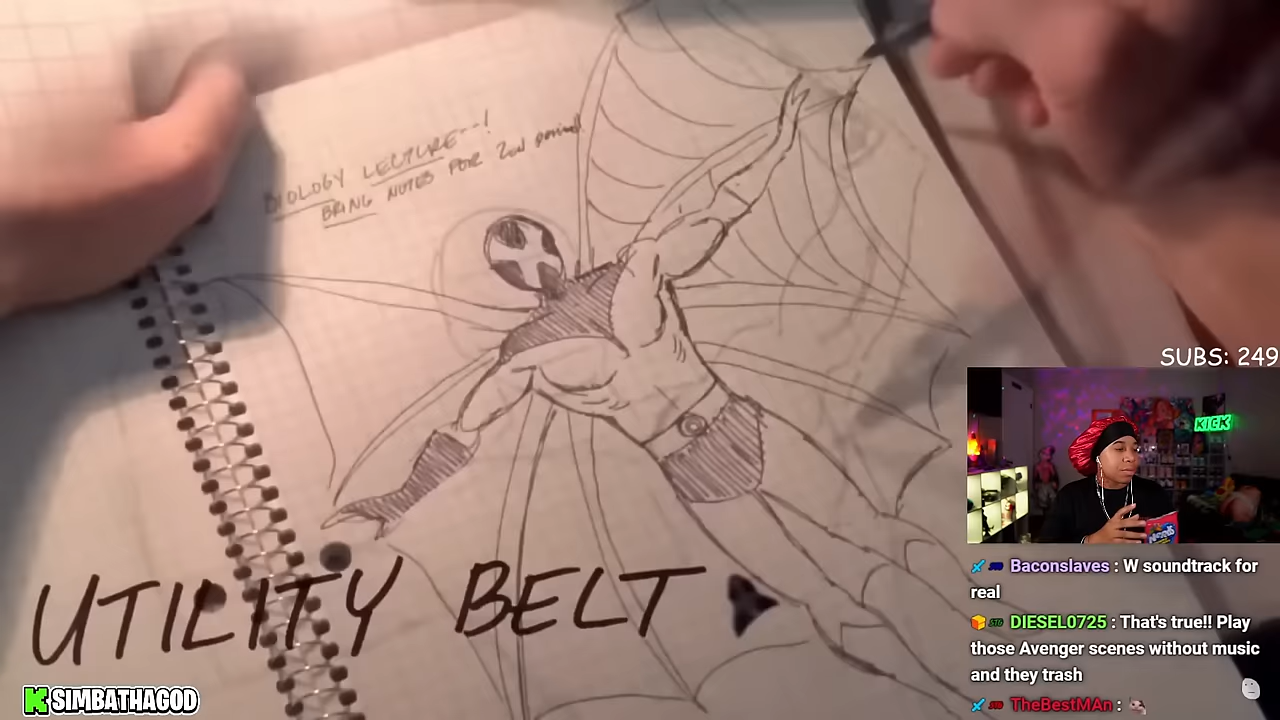 BIOLOGY LECTURE--!
BRING NOTES FOR 2nd period!
UTILITY BELT
SUBS: 249
KICK
Baconslaves : W soundtrack for
real
DIESEL0725 : That's true!! Play
those Avenger scenes without music
and they trash
TheBestMAn :
K SIMBATHAGOD